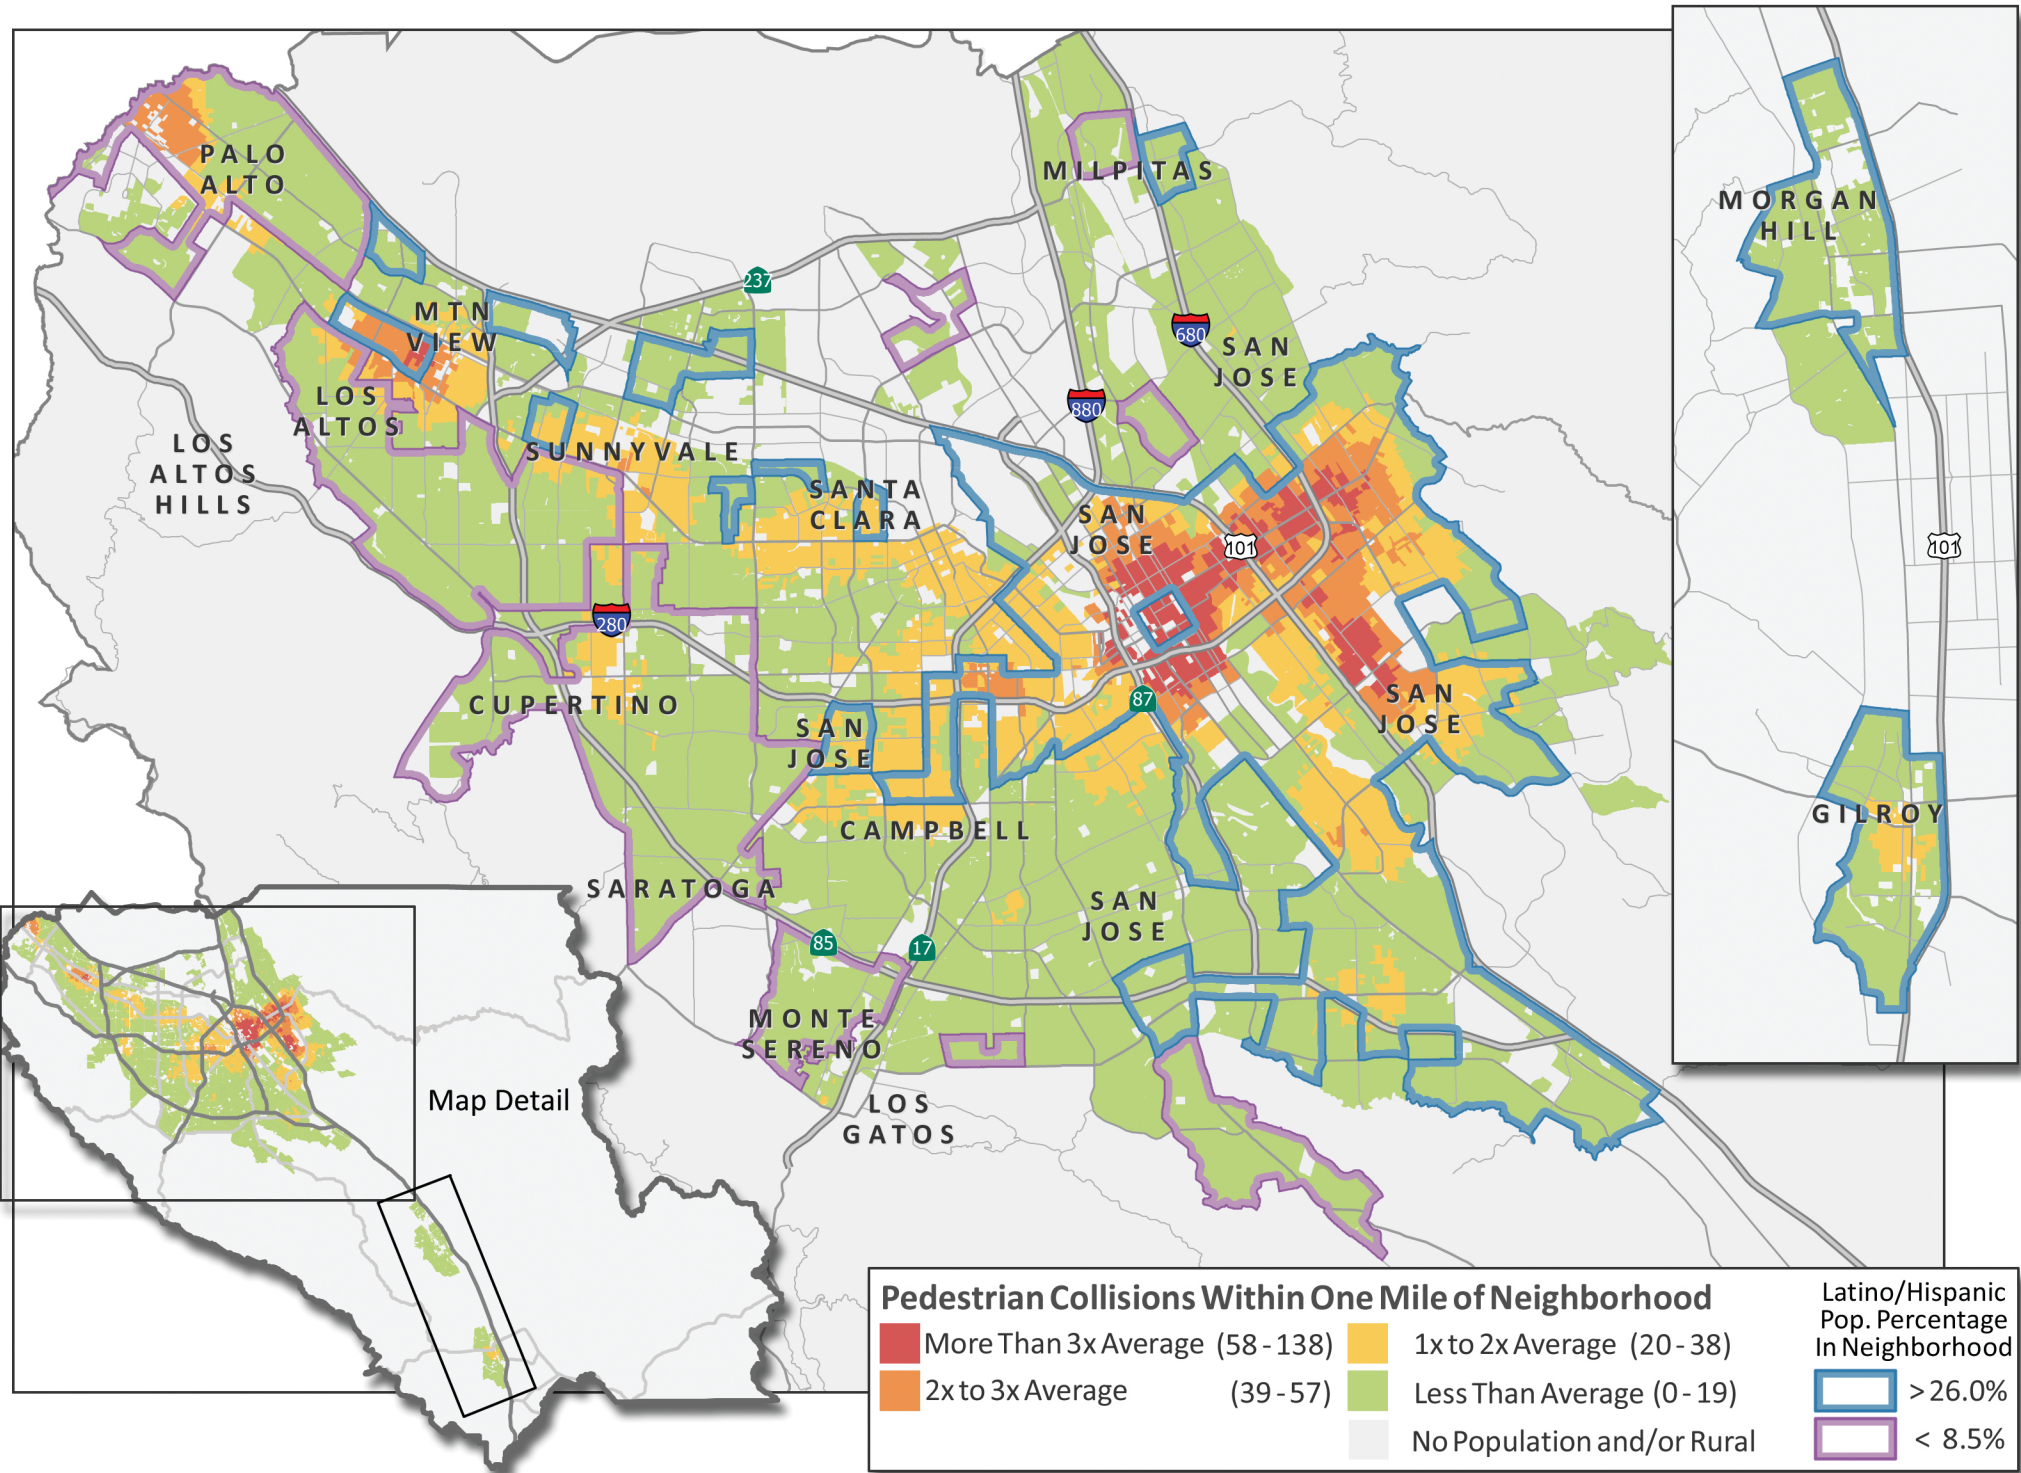 PALO
ALTO
MILPITAS
MORGAN
HILL
237
MTN
VIEW
680
SAN
JOSE
LOS
ALTOS
880
LOS
ALTOS
HILLS
SUNNYVALE
SANTA
CLARA
SAN
JOSE
101
101
280
CUPERTINO
87
SAN
JOSE
SAN
JOSE
CAMPBELL
GILROY
SARATOGA
SAN
JOSE
85
17
MONTE
SERENO
LOS
GATOS
Map Detail
Pedestrian Collisions Within One Mile of Neighborhood
More Than 3x Average (58 - 138)
2x to 3x Average (39 - 57)
1x to 2x Average (20 - 38)
Less Than Average (0 - 19)
No Population and/or Rural
Latino/Hispanic
Pop. Percentage
In Neighborhood
> 26.0%
< 8.5%